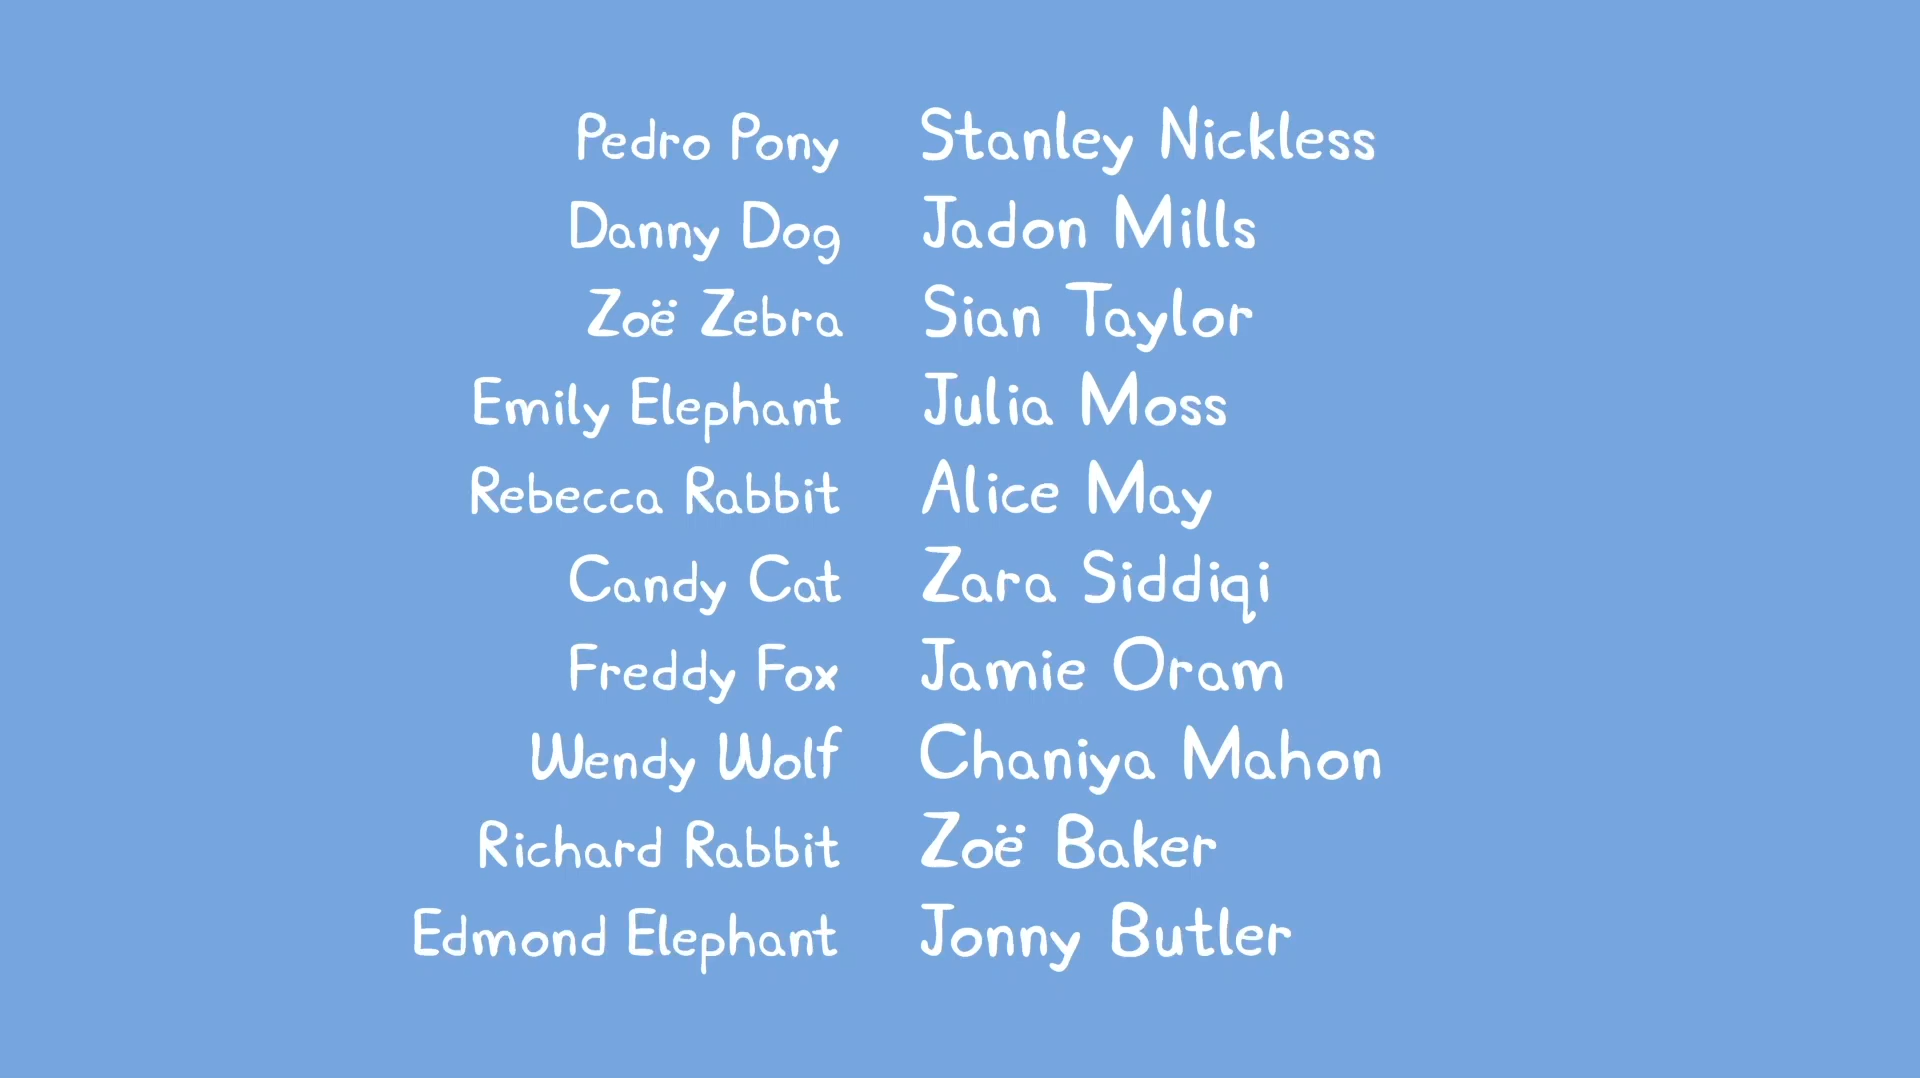 Pedro Pony Stanley Nickless
Danny Dog Jadon Mills
Zoë Zebra Sian Taylor
Emily Elephant Julia Moss
Rebecca Rabbit Alice May
Candy Cat Zara Siddiqi
Freddy Fox Jamie Oram
Wendy Wolf Chaniya Mahon
Richard Rabbit Zoë Baker
Edmond Elephant Jonny Butler